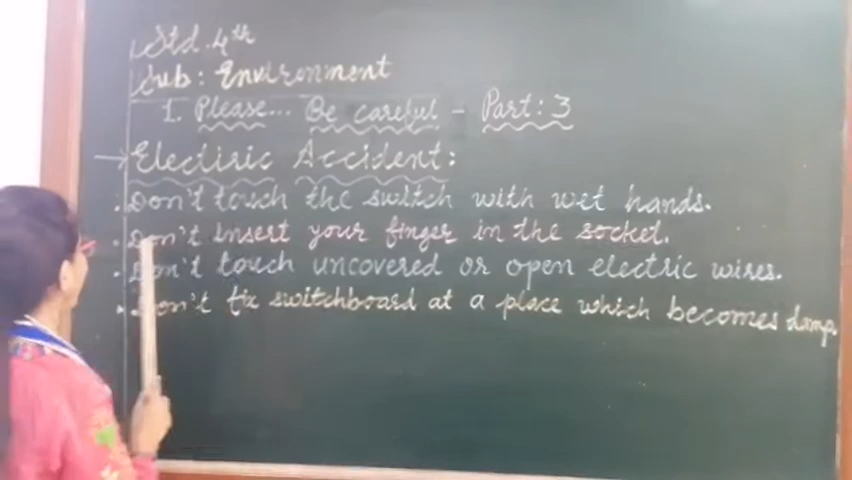 Std. 4th
Sub: Environment
1. Please... Be careful - Part: 3
→ Electiric Accident:
. Don't touch the switch with wet hands.
. Don't insert your finger in the socket.
. Don't touch uncovered or open electric wires.
. Don't fix switchboard at a place which becomes damp.